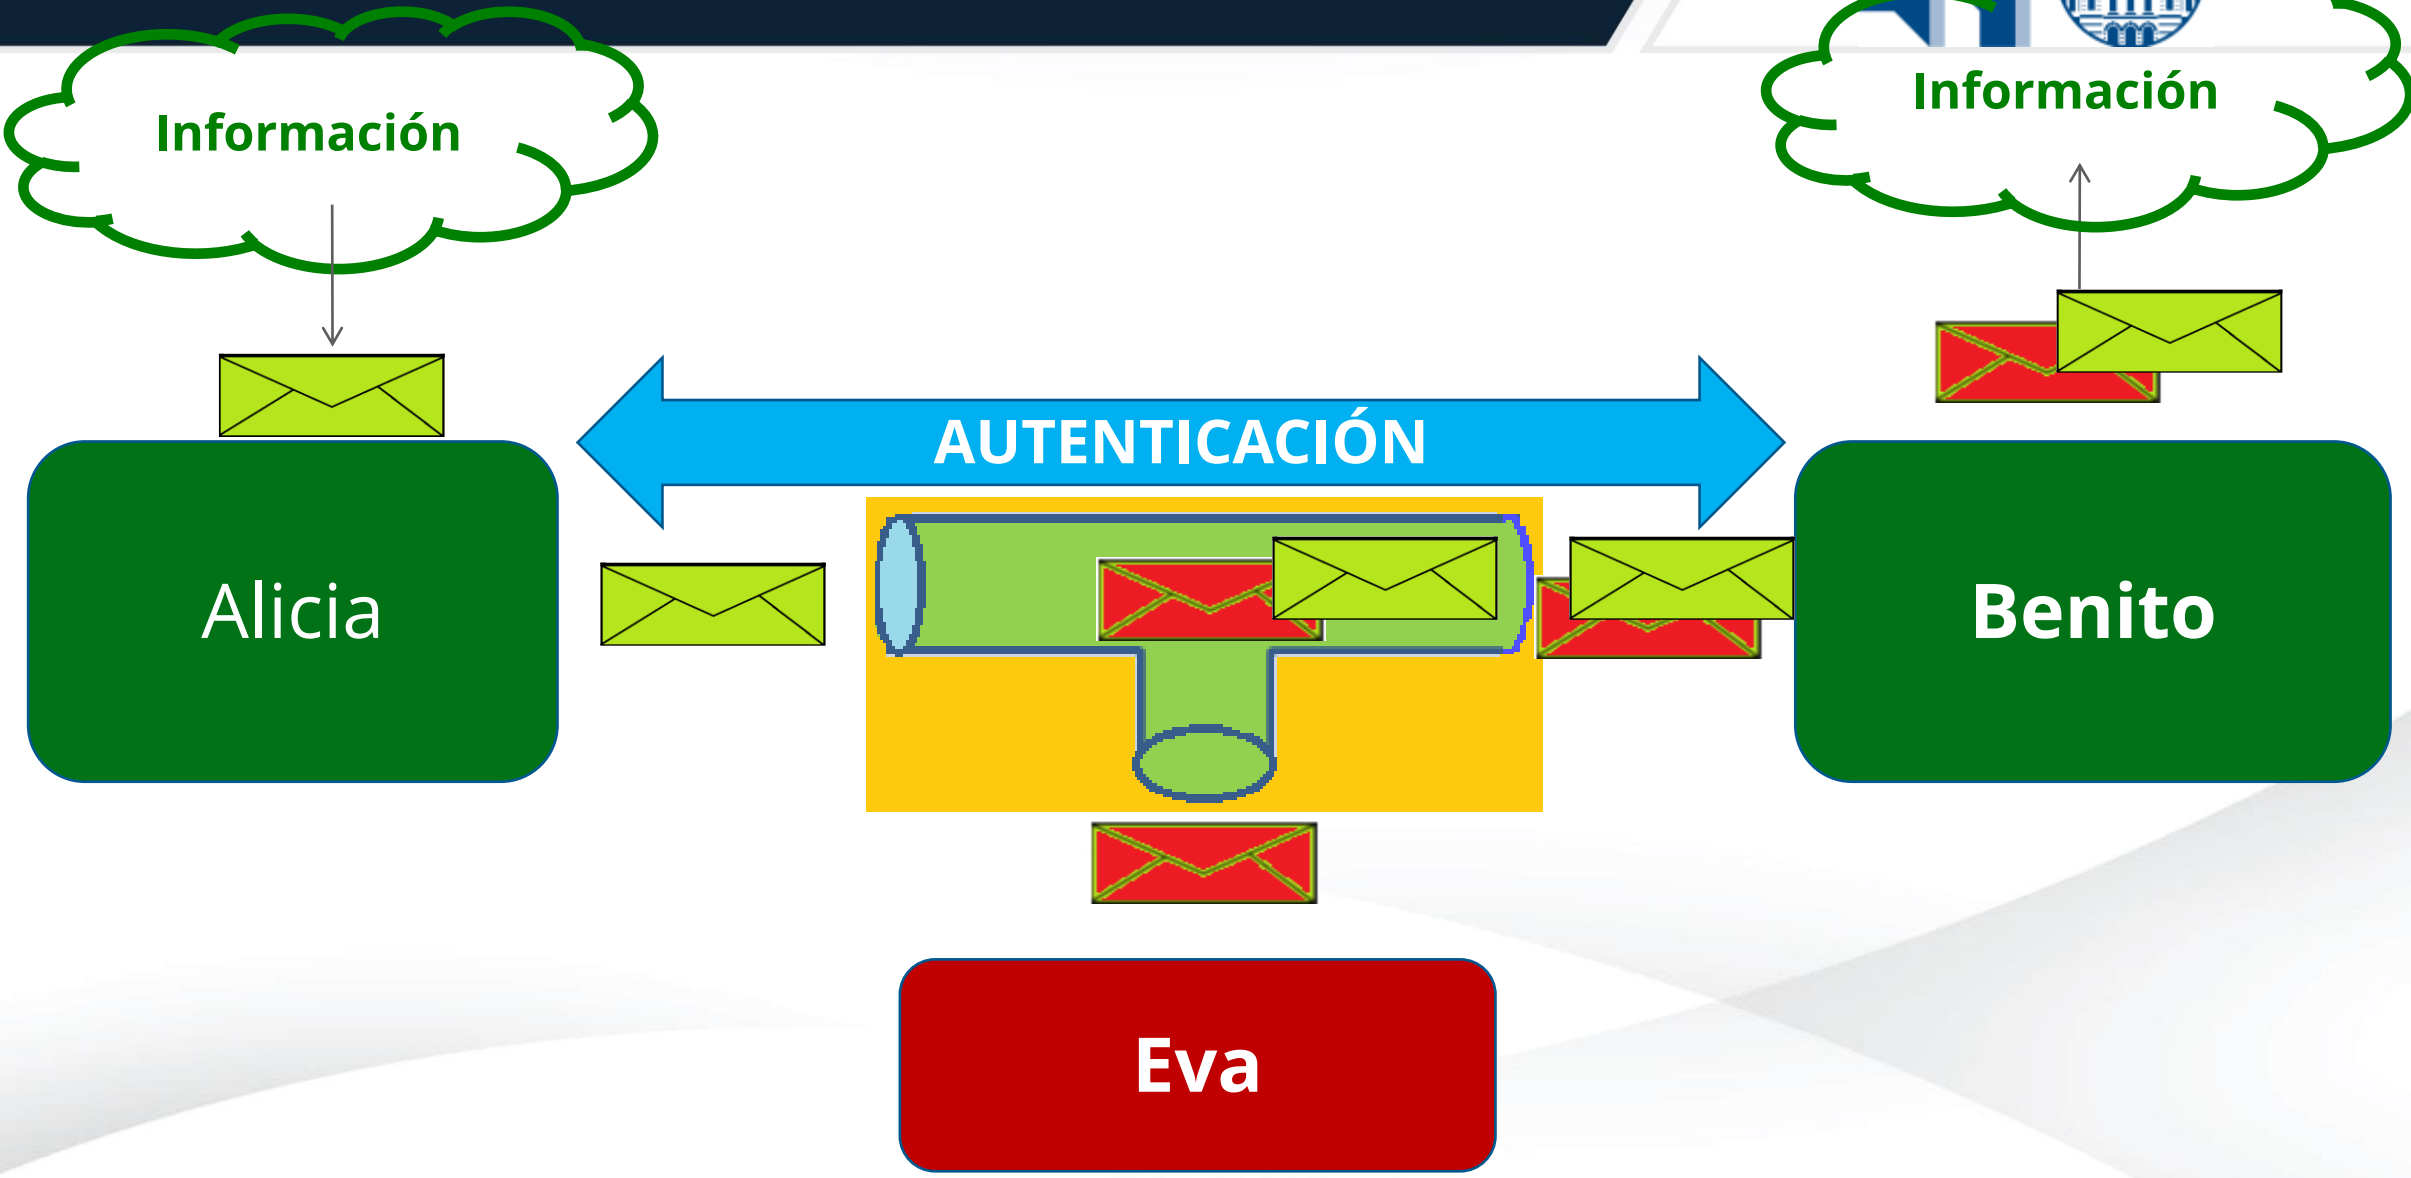 Información
Información
AUTENTICACIÓN
Alicia
Benito
Eva